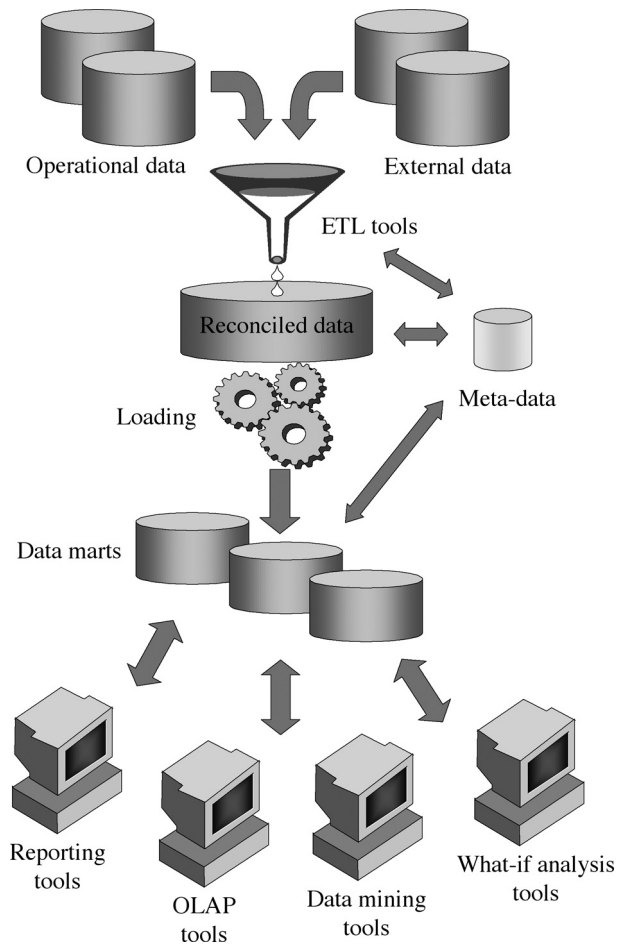 Operational data
External data
ETL tools
Reconciled data
Meta-data
Loading
Data marts
Reporting
tools
OLAP
tools
Data mining
tools
What-if analysis
tools